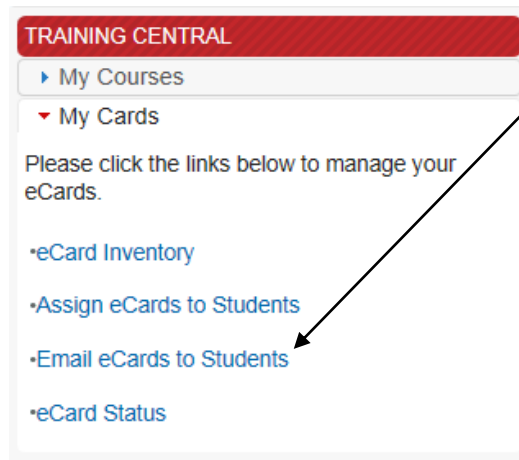 TRAINING CENTRAL
My Courses
My Cards
Please click the links below to manage your
eCards.
•eCard Inventory
•Assign eCards to Students
•Email eCards to Students
•eCard Status